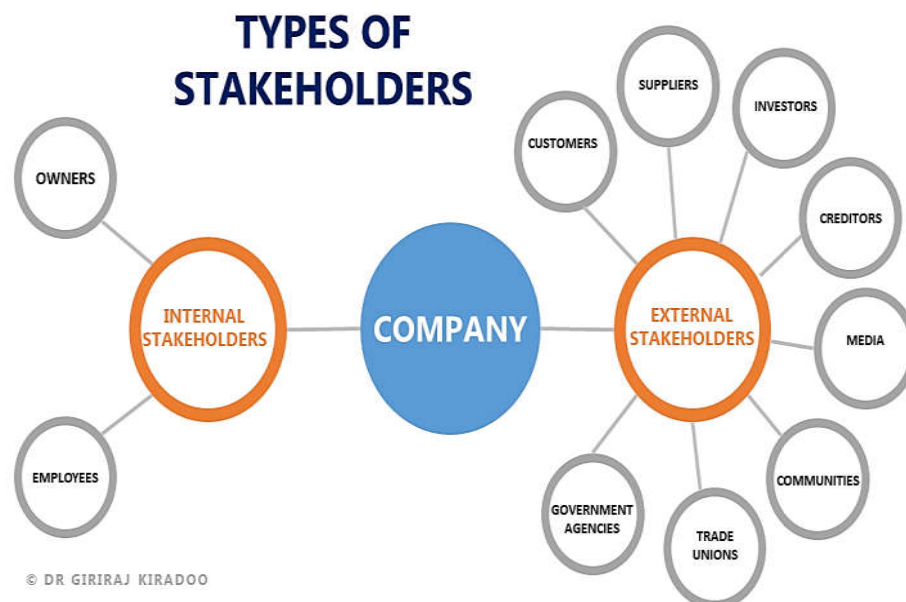 TYPES OF
STAKEHOLDERS
OWNERS
EMPLOYEES
INTERNAL
STAKEHOLDERS
COMPANY
EXTERNAL
STAKEHOLDERS
CUSTOMERS
SUPPLIERS
INVESTORS
CREDITORS
MEDIA
COMMUNITIES
TRADE
UNIONS
GOVERNMENT
AGENCIES
© DR GIRIRAJ KIRADOO